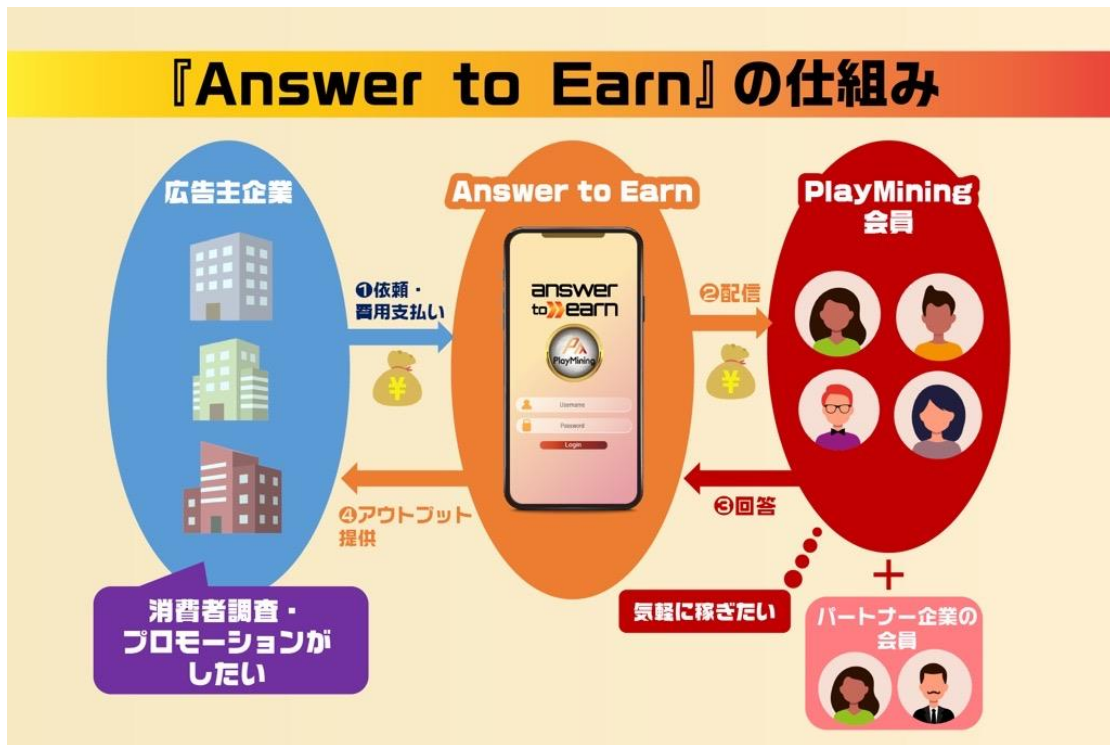 『Answer to Earn』の仕組み
広告主企業
Answer to Earn
PlayMining
会員
❶依頼・
費用支払い
¥
answer
to earn
PlayMining
Username
Password
Login
❷配信
¥
❸回答
❹アウトプット
提供
消費者調査・
プロモーションが
したい
気軽に稼ぎたい
+
パートナー企業の
会員